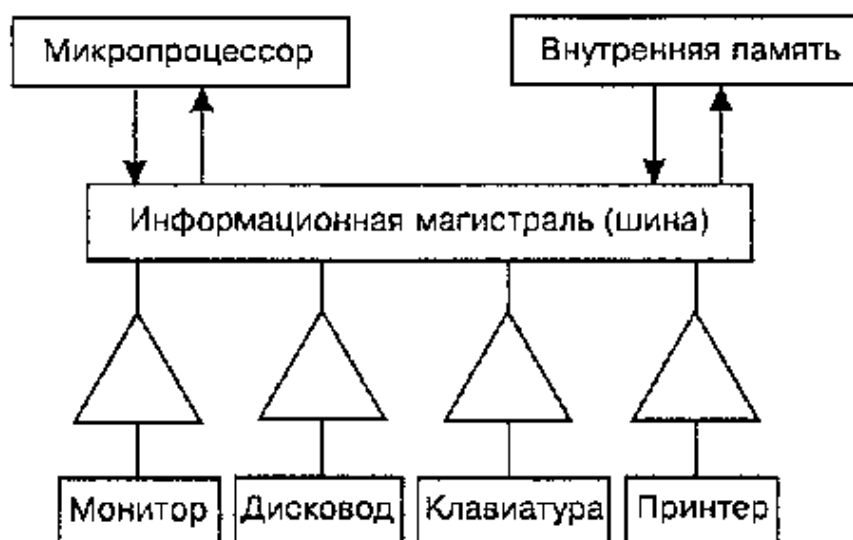 Микропроцессор
Внутренняя память
Информационная магистраль (шина)
Монитор
Дисковод
Клавиатура
Принтер